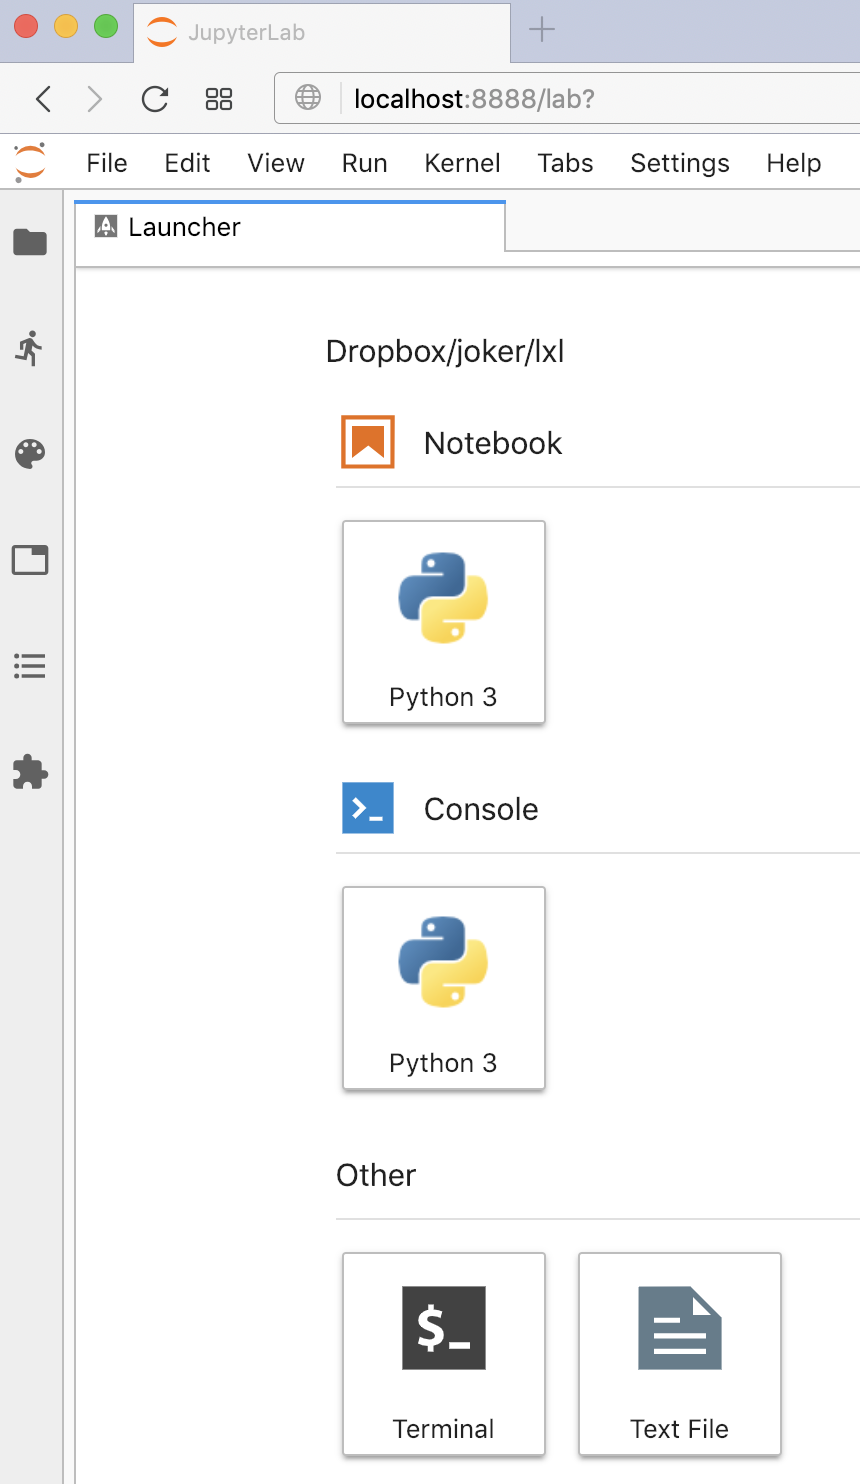 JupyterLab
localhost:8888/lab?
File Edit View Run Kernel Tabs Settings Help
Launcher
Dropbox/joker/lxl
Notebook
Python 3
Console
>_
Python 3
Other
$_
Terminal Text File